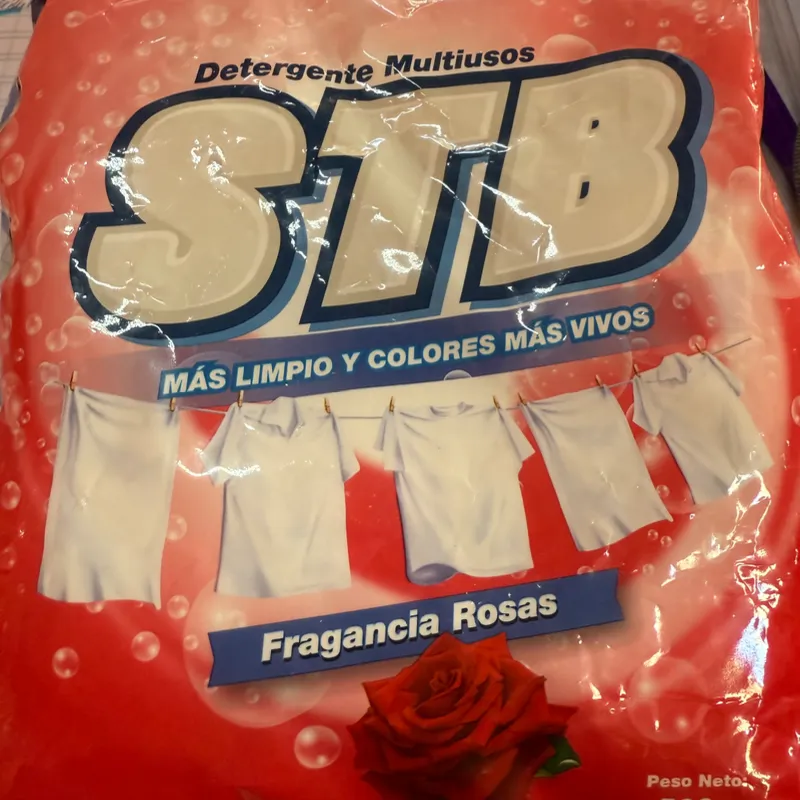 Detergente Multiusos
STB
MÁS LIMPIO Y COLORES MÁS VIVOS
Fragancia Rosas
Peso Neto: